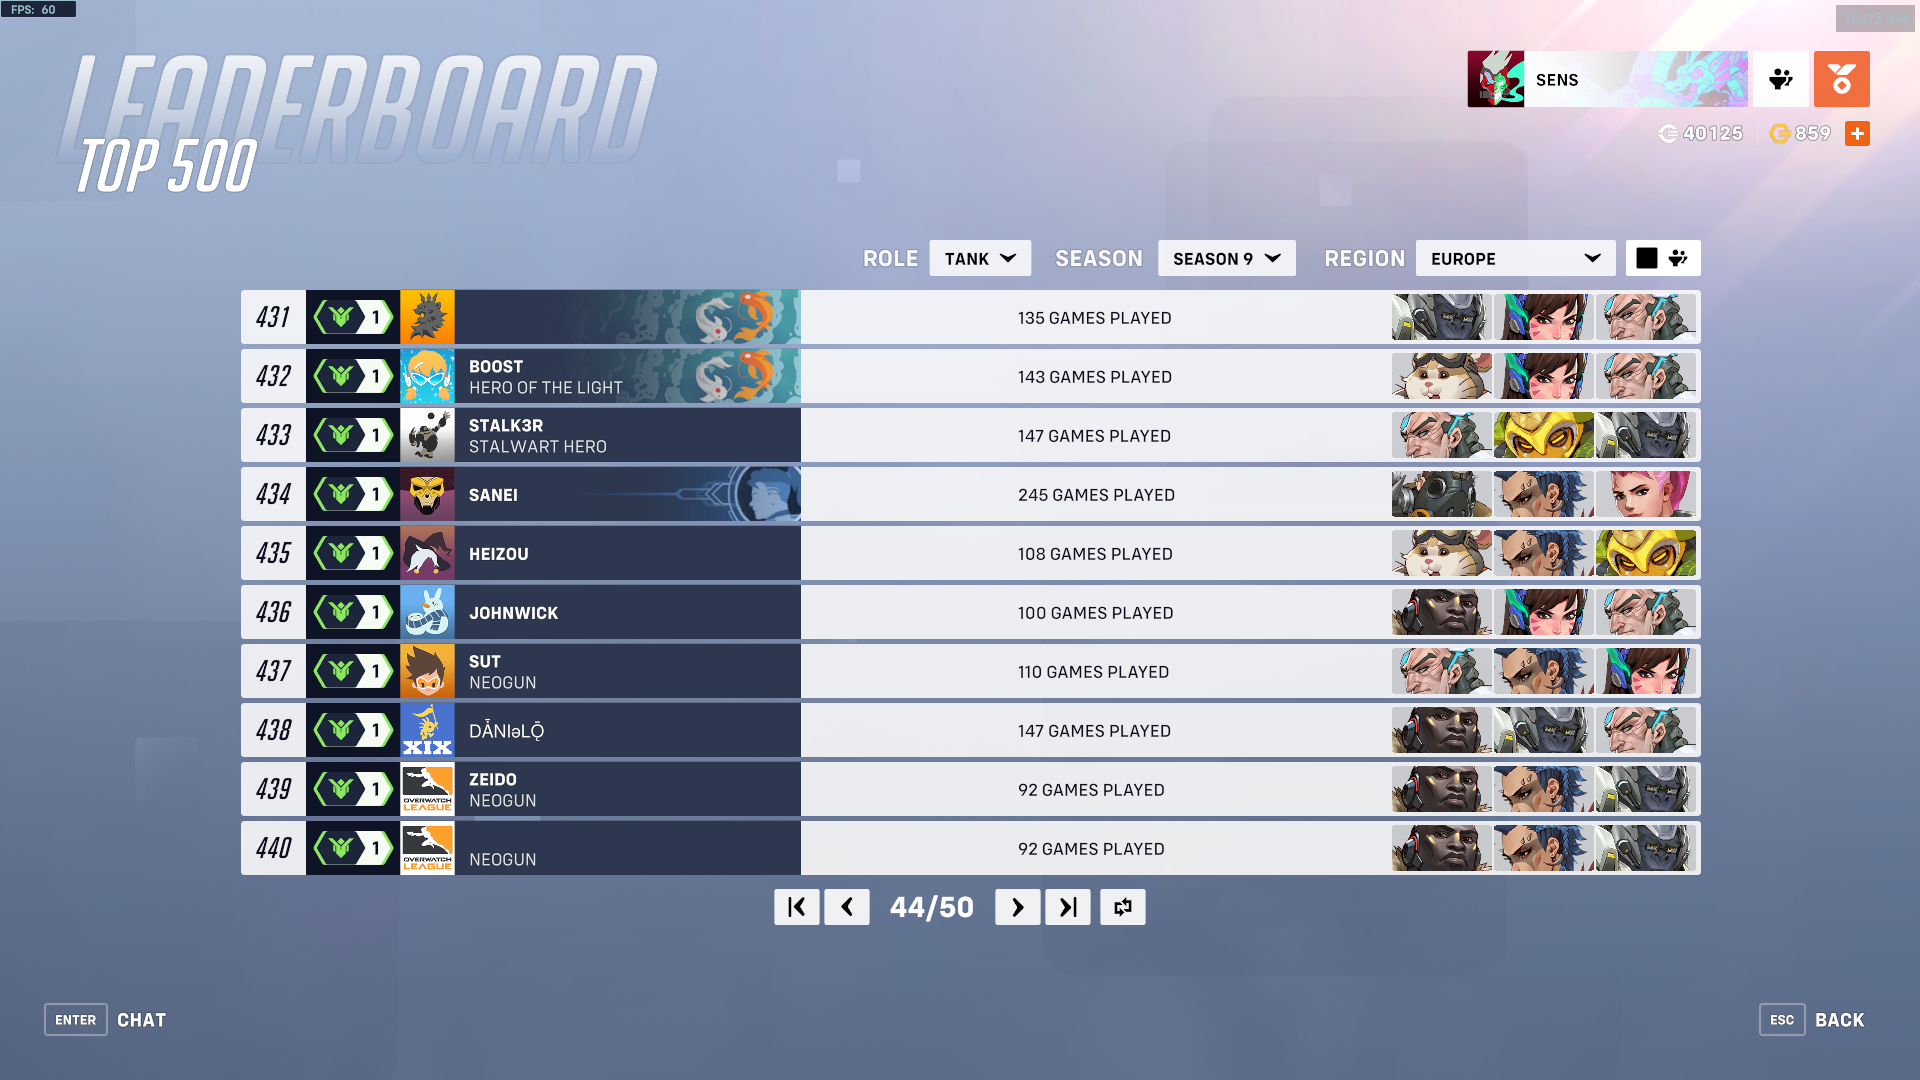 FPS: 60
10:02 AM
LEADERBOARD
TOP 500
SENS
40125
859
ROLE TANK SEASON SEASON 9 REGION EUROPE
431 1 135 GAMES PLAYED
432 1 BOOST 143 GAMES PLAYED
HERO OF THE LIGHT
433 1 STALK3R 147 GAMES PLAYED
STALWART HERO
434 1 SANEI 245 GAMES PLAYED
435 1 HEIZOU 108 GAMES PLAYED
436 1 JOHNWICK 100 GAMES PLAYED
437 1 SUT 110 GAMES PLAYED
NEOGUN
438 1 XIX DǠNIəLǬ 147 GAMES PLAYED
439 1 OVERWATCH LEAGUE ZEIDO 92 GAMES PLAYED
NEOGUN
440 1 OVERWATCH LEAGUE 92 GAMES PLAYED
NEOGUN
44/50
ENTER CHAT
ESC BACK